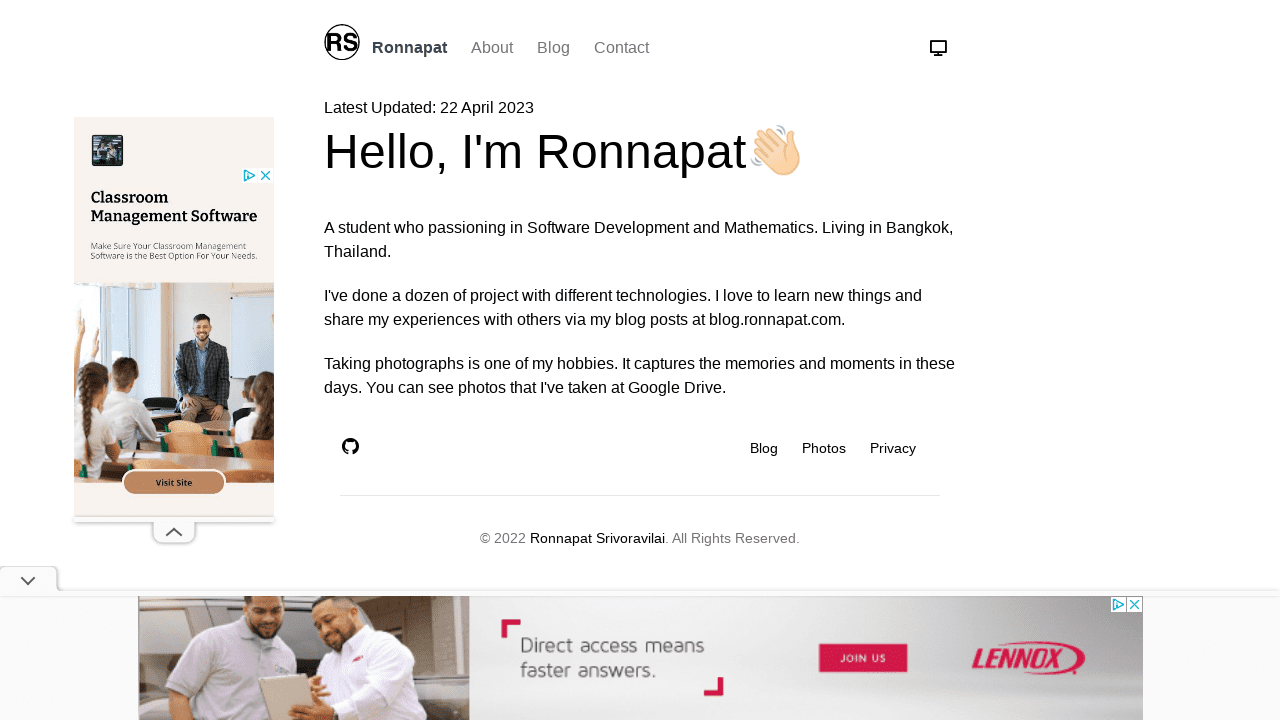 RS
Ronnapat
About
Blog
Contact
Latest Updated: 22 April 2023
Hello, I'm Ronnapat
Classroom
Management Software
Make Sure Your Classroom Management
Software is the Best Option For Your Needs.
Visit Site
A student who passioning in Software Development and Mathematics. Living in Bangkok,
Thailand.
I've done a dozen of project with different technologies. I love to learn new things and
share my experiences with others via my blog posts at blog.ronnapat.com.
Taking photographs is one of my hobbies. It captures the memories and moments in these
days. You can see photos that I've taken at Google Drive.
Blog
Photos
Privacy
© 2022 Ronnapat Srivoravilai. All Rights Reserved.
Direct access means
faster answers.
JOIN US
LENNOX